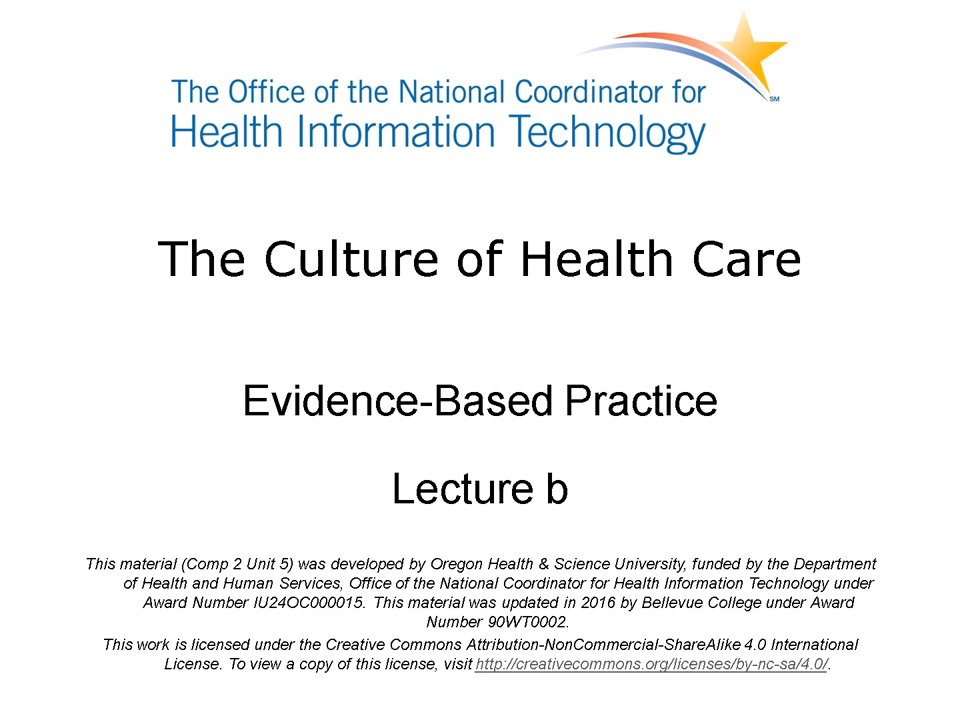 The Office of the National Coordinator for
Health Information Technology
SM
The Culture of Health Care
Evidence-Based Practice
Lecture b
This material (Comp 2 Unit 5) was developed by Oregon Health & Science University, funded by the Department
of Health and Human Services, Office of the National Coordinator for Health Information Technology under
Award Number IU24OC000015. This material was updated in 2016 by Bellevue College under Award
Number 90WT0002.
This work is licensed under the Creative Commons Attribution-NonCommercial-ShareAlike 4.0 International
License. To view a copy of this license, visit http://creativecommons.org/licenses/by-nc-sa/4.0/.